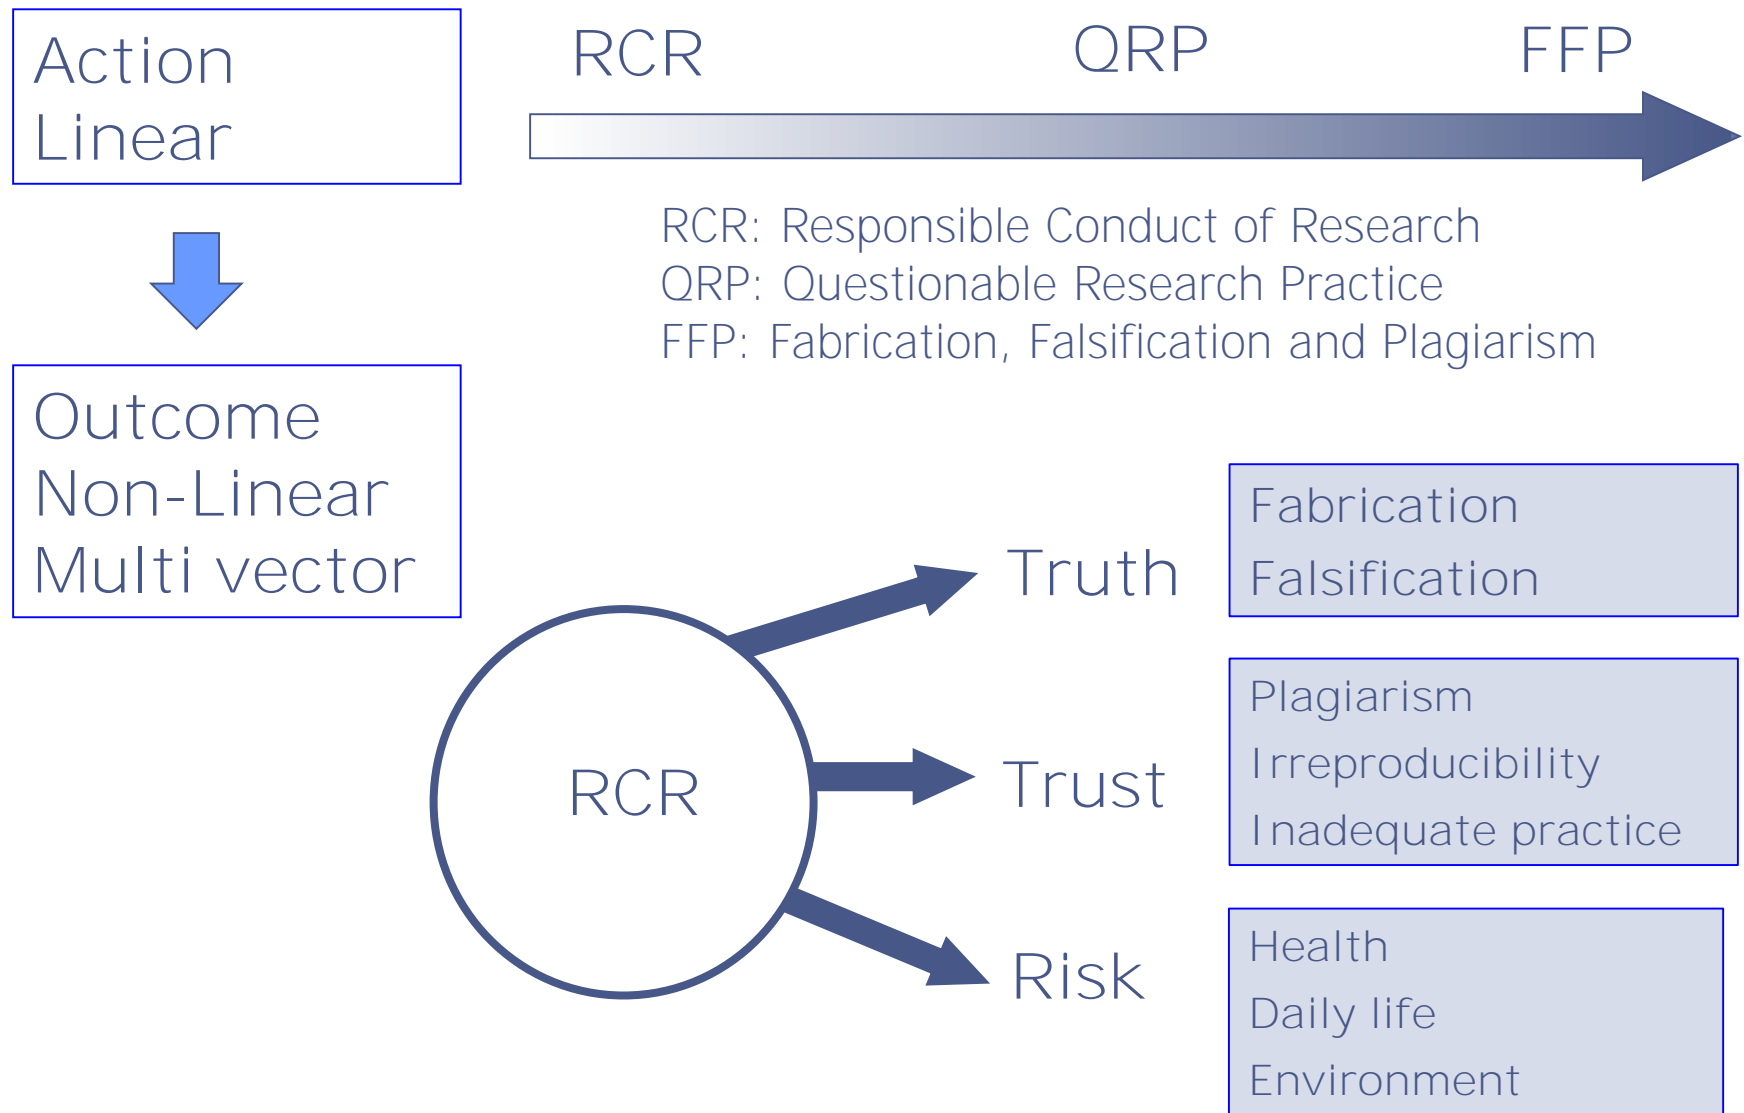 Action
Linear
RCR
QRP
FFP
RCR: Responsible Conduct of Research
QRP: Questionable Research Practice
FFP: Fabrication, Falsification and Plagiarism
Outcome
Non-Linear
Multi vector
RCR
Truth
Fabrication
Falsification
Trust
Plagiarism
Irreproducibility
Inadequate practice
Risk
Health
Daily life
Environment